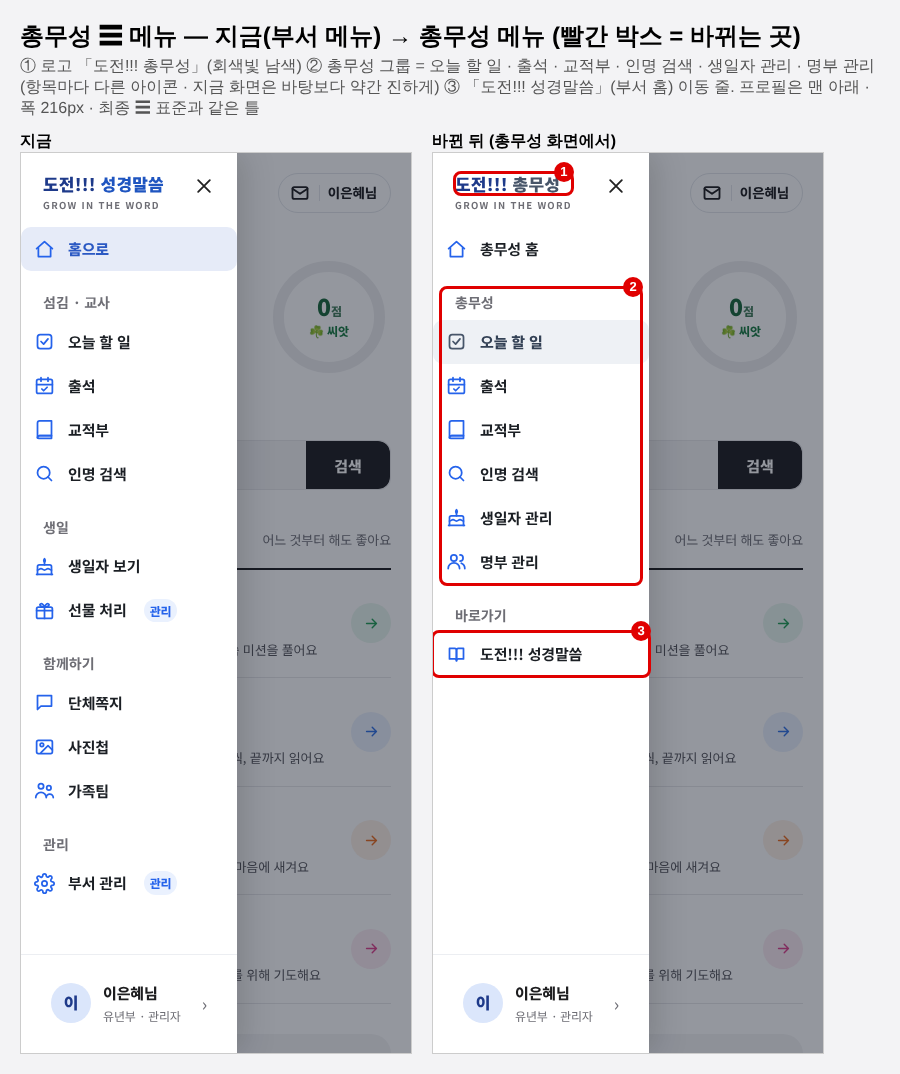 총무성 ☰ 메뉴 — 지금(부서 메뉴) → 총무성 메뉴 (빨간 박스 = 바뀌는 곳)
① 로고 「도전!!! 총무성」(회색빛 남색) ② 총무성 그룹 = 오늘 할 일 · 출석 · 교적부 · 인명 검색 · 생일자 관리 · 명부 관리
(항목마다 다른 아이콘 · 지금 화면은 바탕보다 약간 진하게) ③ 「도전!!! 성경말씀」(부서 홈) 이동 줄. 프로필은 맨 아래 ·
폭 216px · 최종 ☰ 표준과 같은 틀
지금
도전!!! 성경말씀
GROW IN THE WORD
이은혜님
홈으로
섬김 · 교사
0점
☘️ 씨앗
오늘 할 일
출석
교적부
검색
인명 검색
생일
어느 것부터 해도 좋아요
생일자 보기
선물 처리 관리
미션을 풀어요
함께하기
단체쪽지
사진첩
끝까지 읽어요
가족팀
관리
마음에 새겨요
부서 관리 관리
위해 기도해요
이
이은혜님
유년부 · 관리자
›
바뀐 뒤 (총무성 화면에서)
도전!!! 총무성
1
GROW IN THE WORD
이은혜님
총무성 홈
2
총무성
0점
☘️ 씨앗
오늘 할 일
출석
교적부
검색
인명 검색
생일자 관리
어느 것부터 해도 좋아요
명부 관리
바로가기
3
도전!!! 성경말씀
미션을 풀어요
끝까지 읽어요
마음에 새겨요
위해 기도해요
이
이은혜님
유년부 · 관리자
›